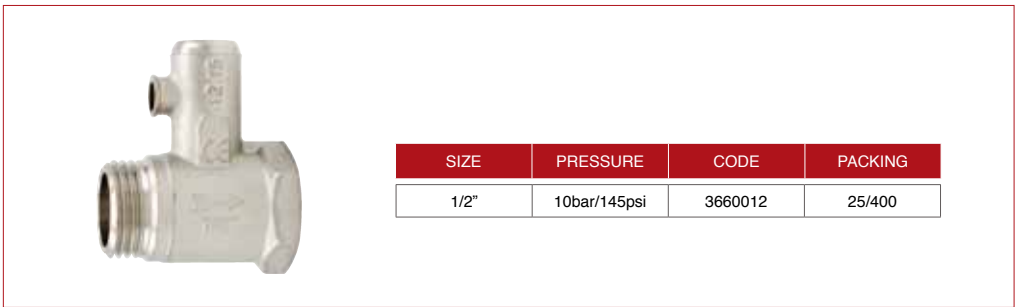 SIZE PRESSURE CODE PACKING
1/2” 10bar/145psi 3660012 25/400